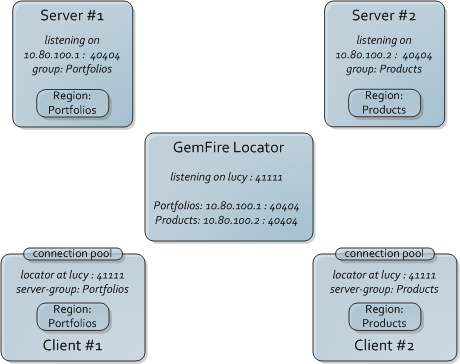 Server #1
listening on
10.80.100.1 : 40404
group: Portfolios
Region:
Portfolios
Server #2
listening on
10.80.100.2 : 40404
group: Products
Region:
Products
GemFire Locator
listening on lucy : 41111
Portfolios: 10.80.100.1 : 40404
Products: 10.80.100.2 : 40404
connection pool
locator at lucy : 41111
server-group: Portfolios
Region:
Portfolios
Client #1
connection pool
locator at lucy : 41111
server-group: Products
Region:
Products
Client #2